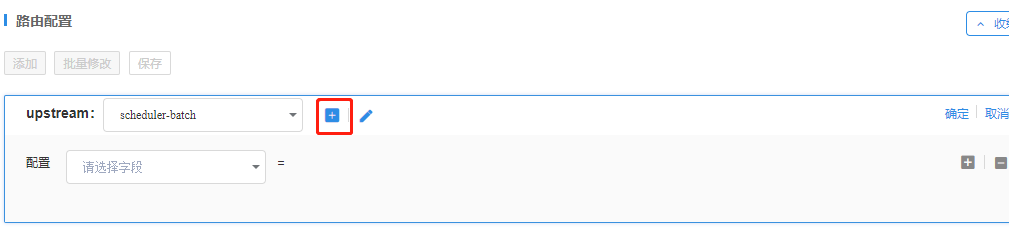 路由配置
添加 批量修改 保存
upstream: scheduler-batch 确定 取消
配置 请选择字段 =